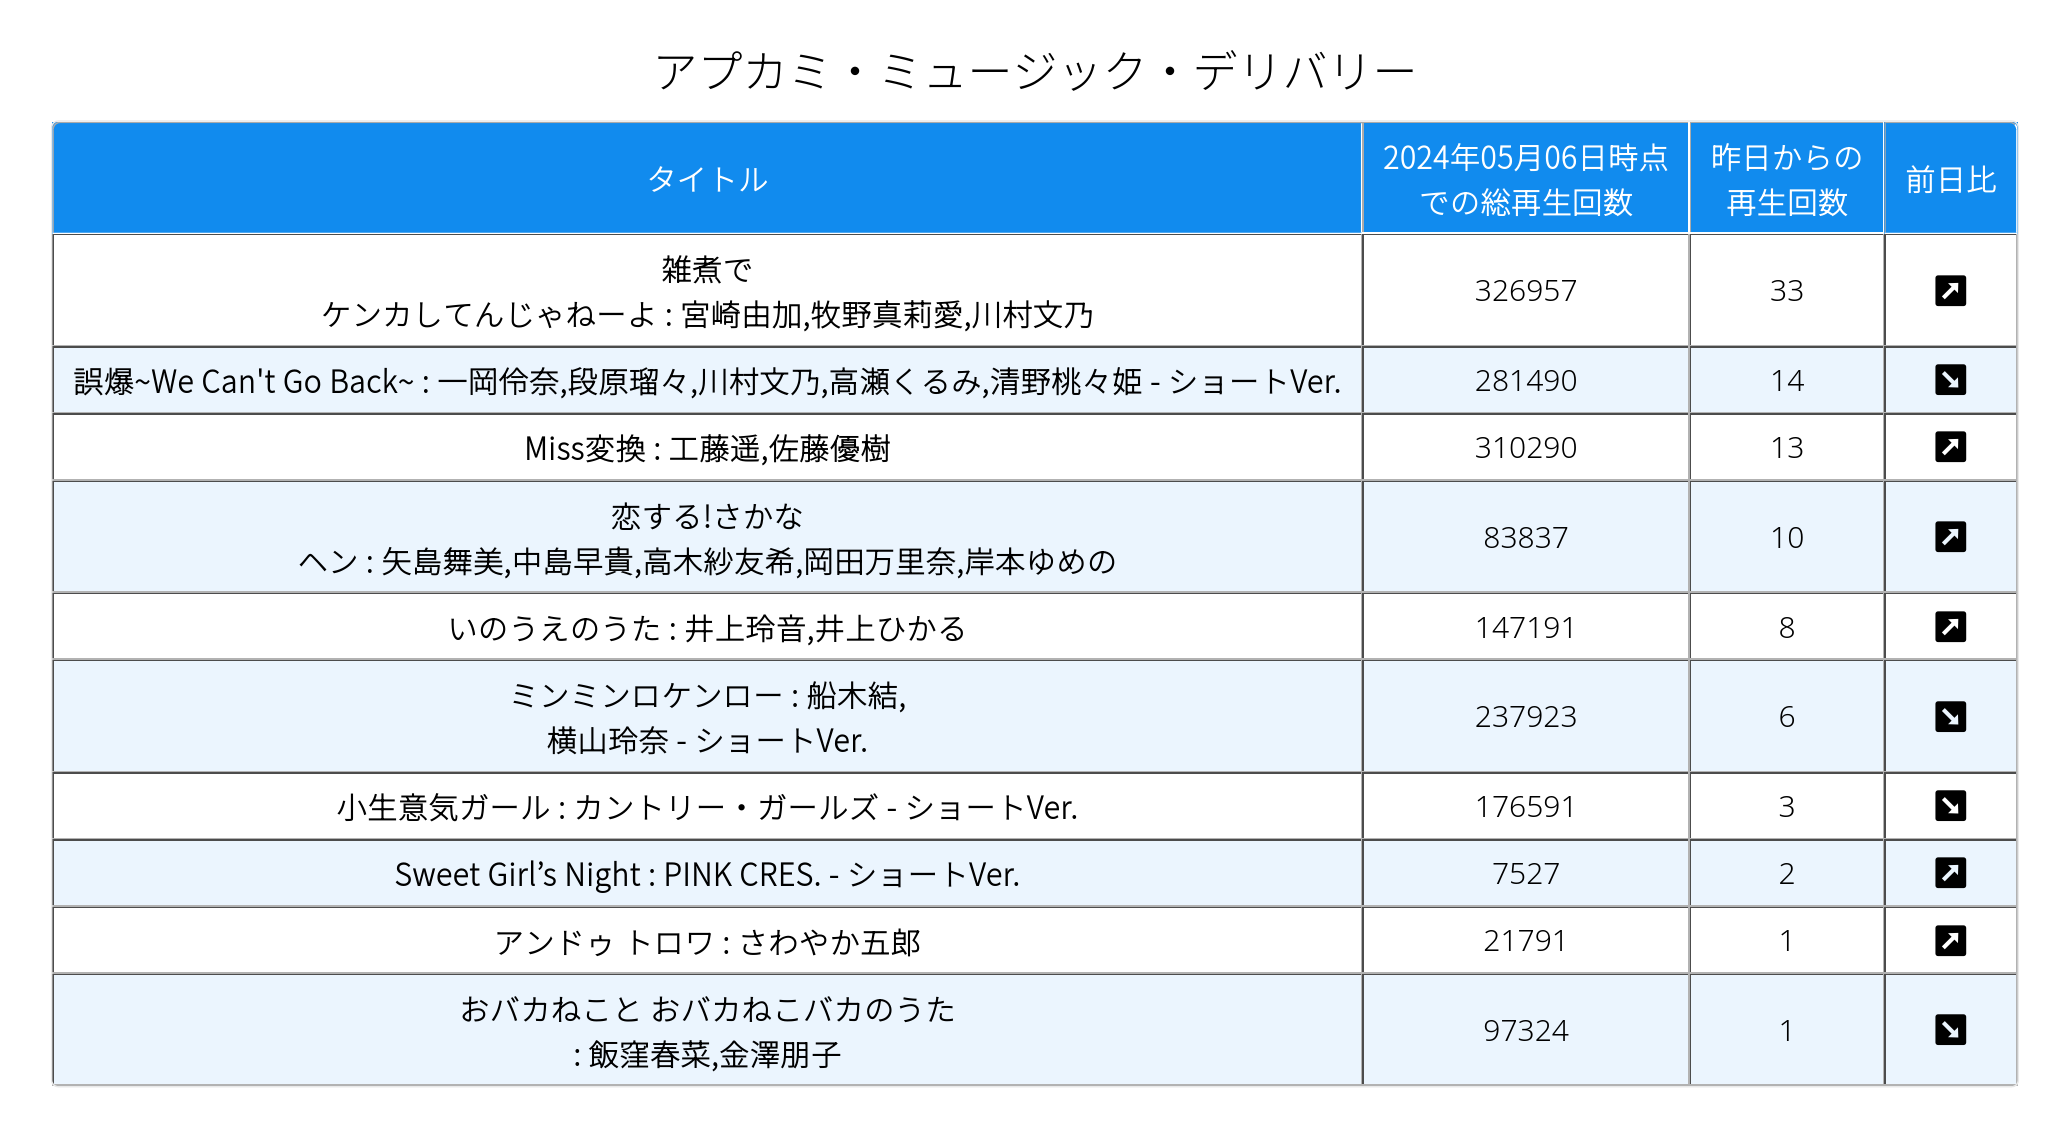 アプカミ・ミュージック・デリバリー
タイトル
2024年05月06日時点
での総再生回数
昨日からの
再生回数
前日比
雑煮で
ケンカしてんじゃねーよ : 宮崎由加,牧野真莉愛,川村文乃
326957
33
誤爆~We Can't Go Back~ : 一岡伶奈,段原瑠々,川村文乃,高瀬くるみ,清野桃々姫 - ショートVer.
281490
14
Miss変換 : 工藤遥,佐藤優樹
310290
13
恋する!さかな
ヘン : 矢島舞美,中島早貴,高木紗友希,岡田万里奈,岸本ゆめの
83837
10
いのうえのうた : 井上玲音,井上ひかる
147191
8
ミンミンロケンロー : 船木結,
横山玲奈 - ショートVer.
237923
6
小生意気ガール : カントリー・ガールズ - ショートVer.
176591
3
Sweet Girl’s Night : PINK CRES. - ショートVer.
7527
2
アンドゥ トロワ : さわやか五郎
21791
1
おバカねこと おバカねこバカのうた
: 飯窪春菜,金澤朋子
97324
1